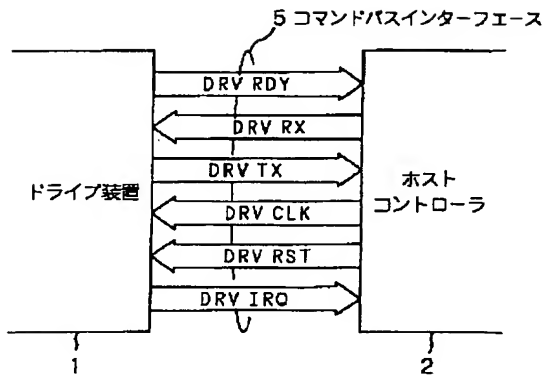 5 コマンドバスインターフェース
DRV RDY
DRV RX
DRV TX
DRV CLK
DRV RST
DRV IRQ
ドライブ装置
ホスト
コントローラ
1
2